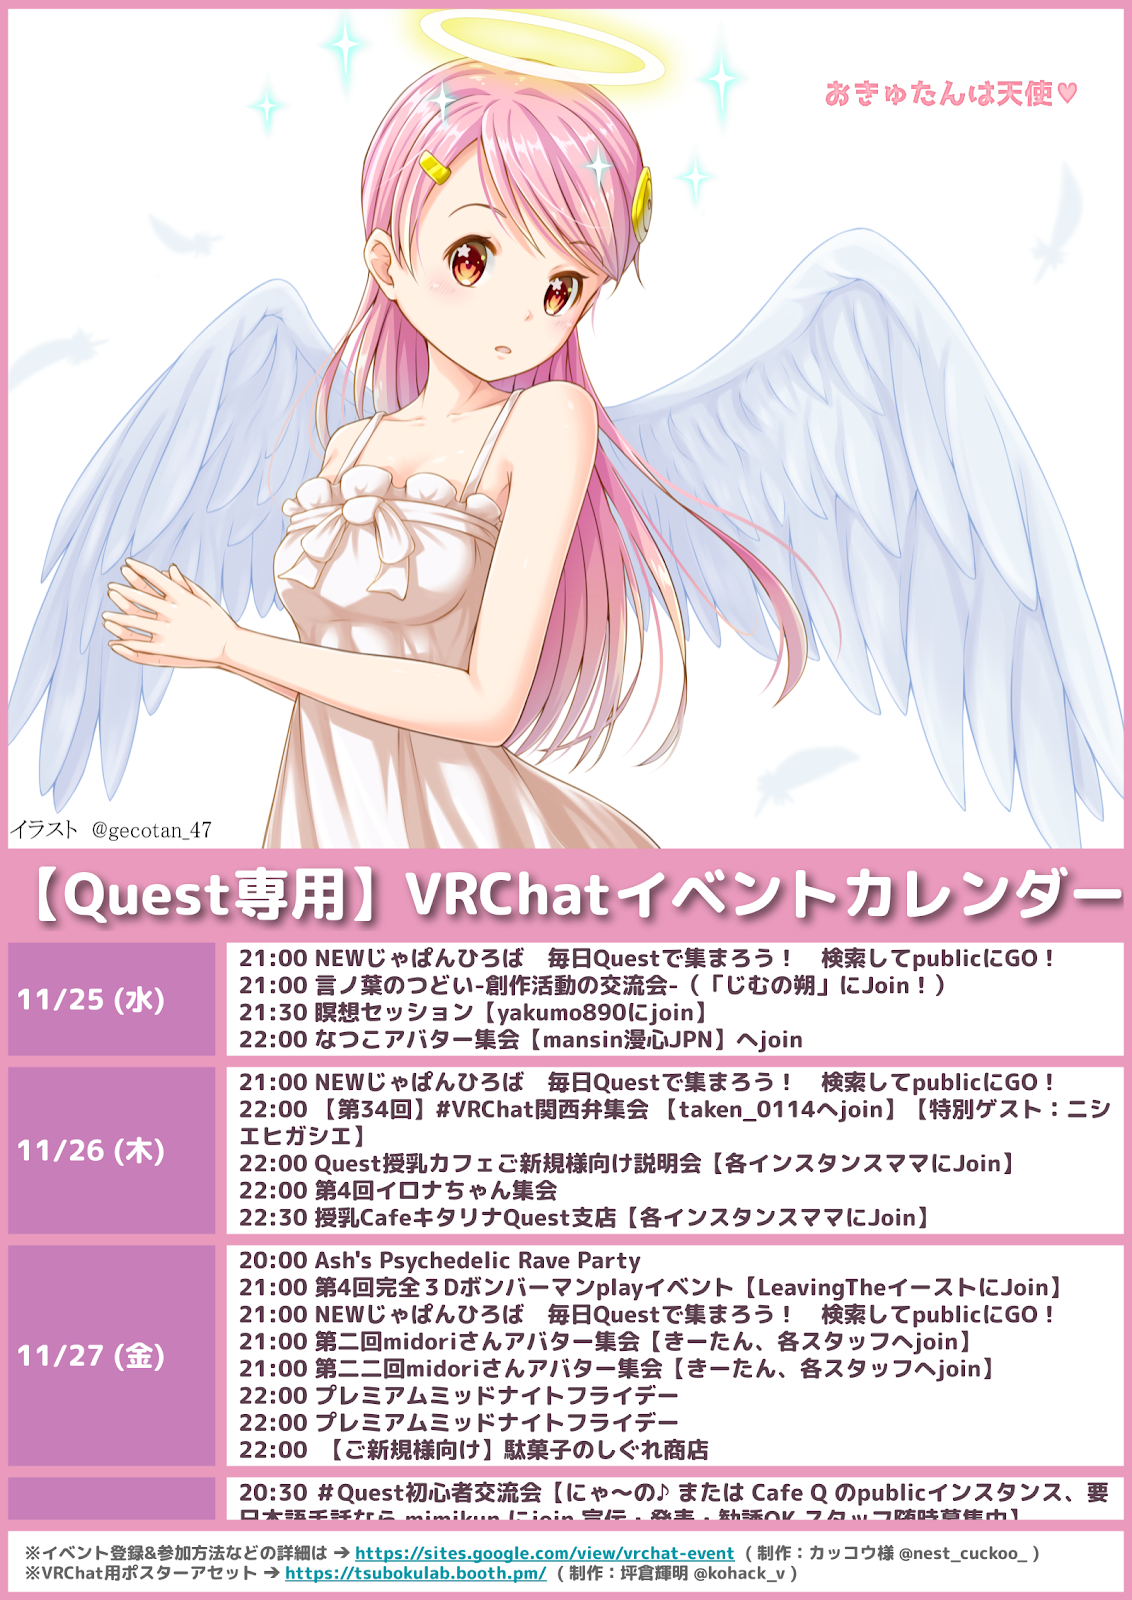 おきゅたんは天使♥
イラスト @gecotan_47
【Quest専用】VRChatイベントカレンダー
11/25 (水)
21:00 NEWじゃぱんひろば　毎日Questで集まろう！　検索してpublicにGO！
21:00 言ノ葉のつどい-創作活動の交流会-（「じむの朔」にJoin！）
21:30 瞑想セッション【yakumo890にjoin】
22:00 なつこアバター集会【mansin漫心JPN】へjoin
11/26 (木)
21:00 NEWじゃぱんひろば　毎日Questで集まろう！　検索してpublicにGO！
22:00 【第34回】#VRChat関西弁集会 【taken_0114へjoin】【特別ゲスト：ニシ
エヒガシエ】
22:00 Quest授乳カフェご新規様向け説明会【各インスタンスママにJoin】
22:00 第4回イロナちゃん集会
22:30 授乳CafeキタリナQuest支店【各インスタンスママにJoin】
11/27 (金)
20:00 Ash's Psychedelic Rave Party
21:00 第4回完全３Dボンバーマンplayイベント【LeavingTheイーストにJoin】
21:00 NEWじゃぱんひろば　毎日Questで集まろう！　検索してpublicにGO！
21:00 第二回midoriさんアバター集会【きーたん、各スタッフへjoin】
21:00 第二二回midoriさんアバター集会【きーたん、各スタッフへjoin】
22:00 プレミアムミッドナイトフライデー
22:00 プレミアムミッドナイトフライデー
22:00 【ご新規様向け】駄菓子のしぐれ商店
20:30 ＃Quest初心者交流会【にゃ〜の♪ または Cafe Q のpublicインスタンス、要
日本語手話なら mimikun にjoin 宣伝・発表・勧誘OK スタッフ随時募集中】
※イベント登録&参加方法などの詳細は → https://sites.google.com/view/vrchat-event ( 制作：カッコウ様 @nest_cuckoo_ )
※VRChat用ポスターアセット → https://tsubokulab.booth.pm/ ( 制作：坪倉輝明 @kohack_v )